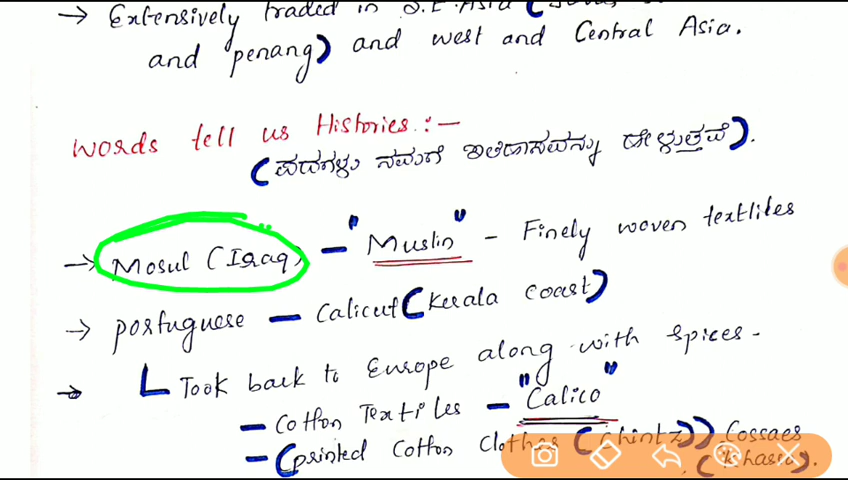 → Extensively traded in S.E.Asia (
and penang) and west and Central Asia.
words tell us Histories:-
(ಪದಗಳು ನಮಗೆ ಇತಿಹಾಸವನ್ನು ಹೇಳುತ್ತವೆ).
→ Mosul (Iraq) - "Muslin" - Finely woven textiles
→ portuguese - Calicut (Kerala coast)
→ Took back to Europe along with spices-
- Cotton Textiles - "Calico"
- (printed Cotton Clothes (chintz)) Cossaes
(khasa).